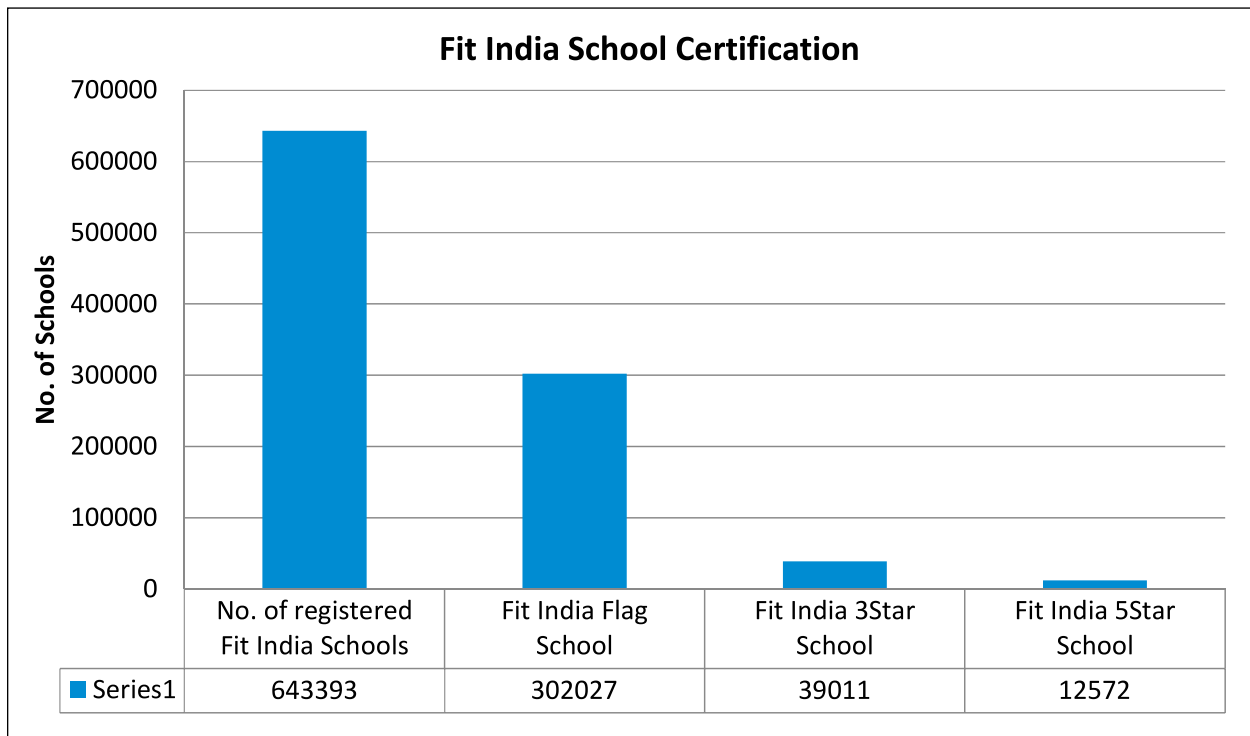 Fit India School Certification
No. of Schools
700000
600000
500000
400000
300000
200000
100000
0
No. of registered
Fit India Schools
Fit India Flag
School
Fit India 3Star
School
Fit India 5Star
School
Series1 643393 302027 39011 12572